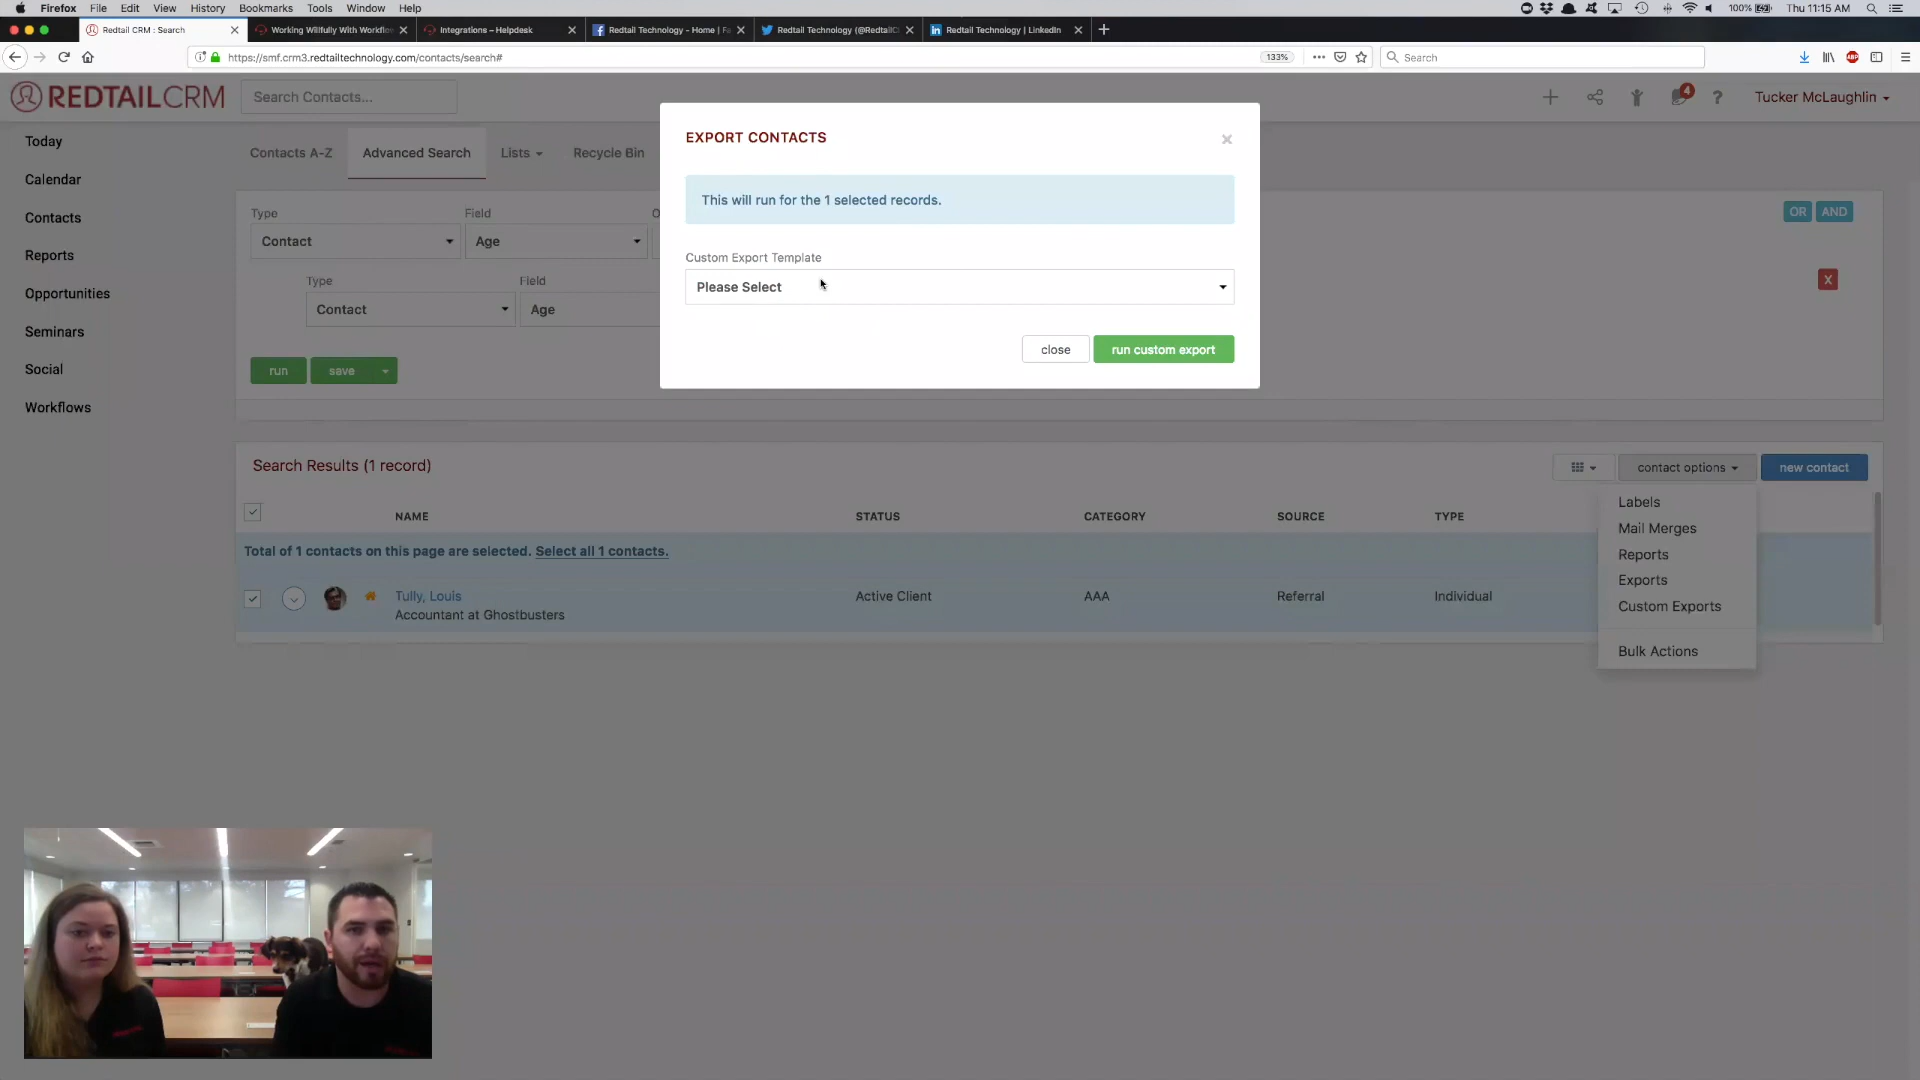 Firefox File Edit View History Bookmarks Tools Window Help 100% Thu 11:15 AM
Redtail CRM : Search Working Willfully With Workflow Integrations – Helpdesk Redtail Technology - Home | Fa Redtail Technology (@RedtailC Redtail Technology | LinkedIn
https://smf.crm3.redtailtechnology.com/contacts/search# 133% Search ABP
REDTAILCRM Search Contacts... 4 ? Tucker McLaughlin
Today
Calendar
Contacts
Reports
Opportunities
Seminars
Social
Workflows
Contacts A-Z Advanced Search Lists Recycle Bin
Type Field O
Contact Age
OR AND
Type Field
Contact Age
X
run save
EXPORT CONTACTS
This will run for the 1 selected records.
Custom Export Template
Please Select
close run custom export
Search Results (1 record)
contact options new contact
NAME STATUS CATEGORY SOURCE TYPE
Total of 1 contacts on this page are selected. Select all 1 contacts.
Tully, Louis Active Client AAA Referral Individual
Accountant at Ghostbusters
Labels
Mail Merges
Reports
Exports
Custom Exports
Bulk Actions